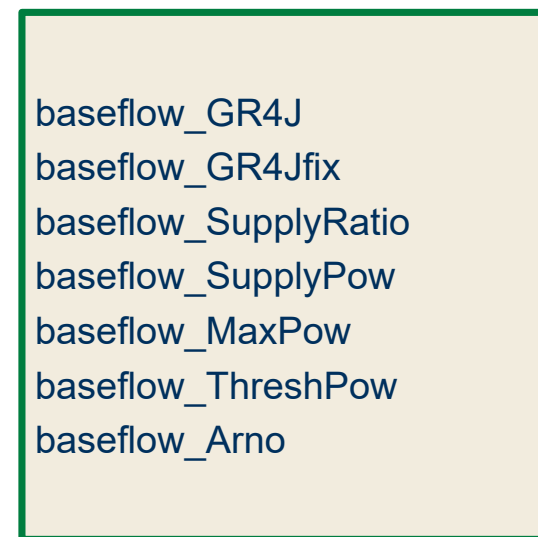 baseflow_GR4J
baseflow_GR4Jfix
baseflow_SupplyRatio
baseflow_SupplyPow
baseflow_MaxPow
baseflow_ThreshPow
baseflow_Arno